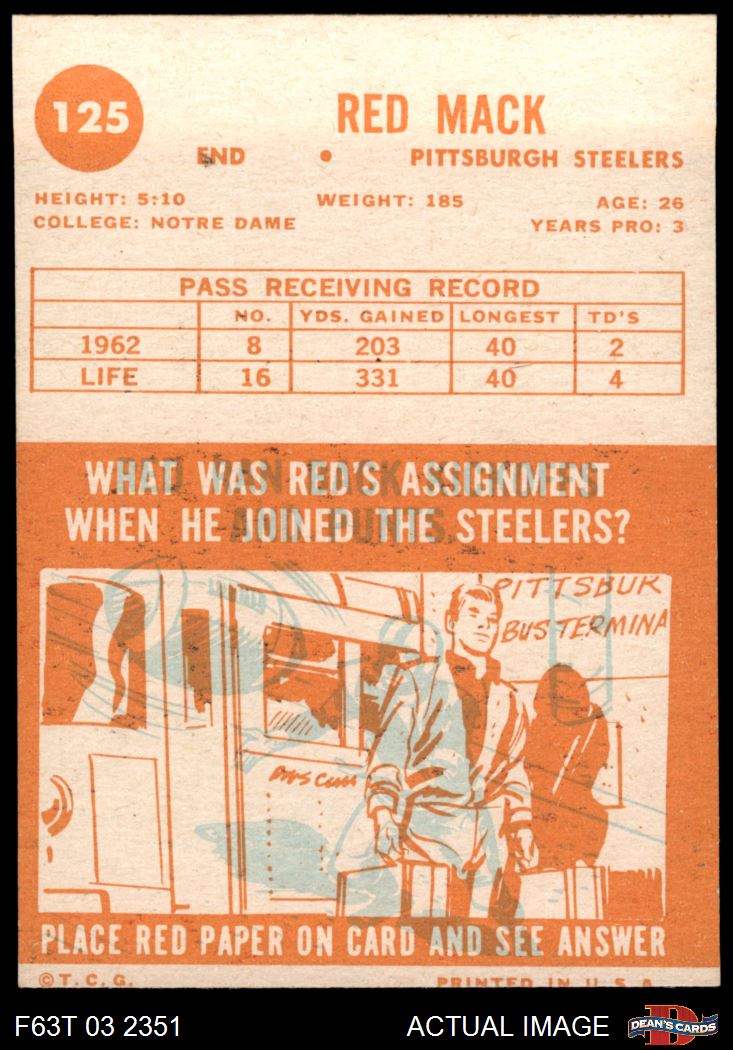 125
RED MACK
END • PITTSBURGH STEELERS
HEIGHT: 5:10 WEIGHT: 185 AGE: 26
COLLEGE: NOTRE DAME YEARS PRO: 3
PASS RECEIVING RECORD
NO. YDS. GAINED LONGEST TD'S
1962 8 203 40 2
LIFE 16 331 40 4
WHAT WAS RED'S ASSIGNMENT
WHEN HE JOINED THE STEELERS?
PITTSBUR
BUS TERMINA
PLACE RED PAPER ON CARD AND SEE ANSWER
©T.C.G. PRINTED IN U.S.A.
F63T 03 2351 ACTUAL IMAGE DEAN'S CARDS